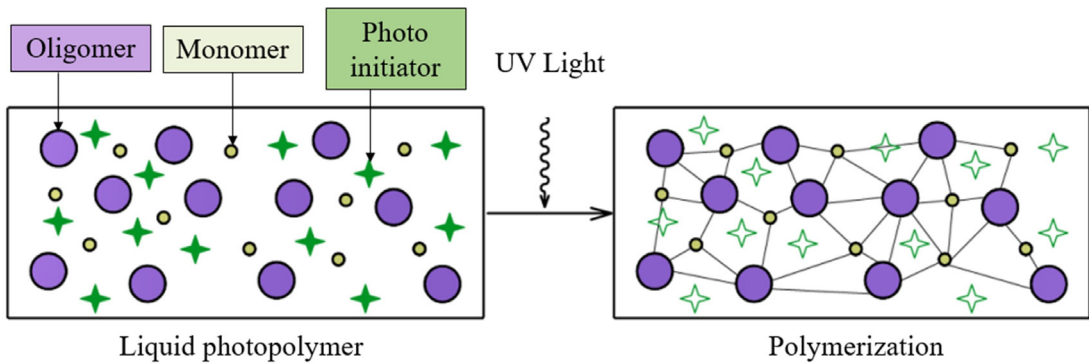 Oligomer
Monomer
Photo
initiator
UV Light
Liquid photopolymer
Polymerization